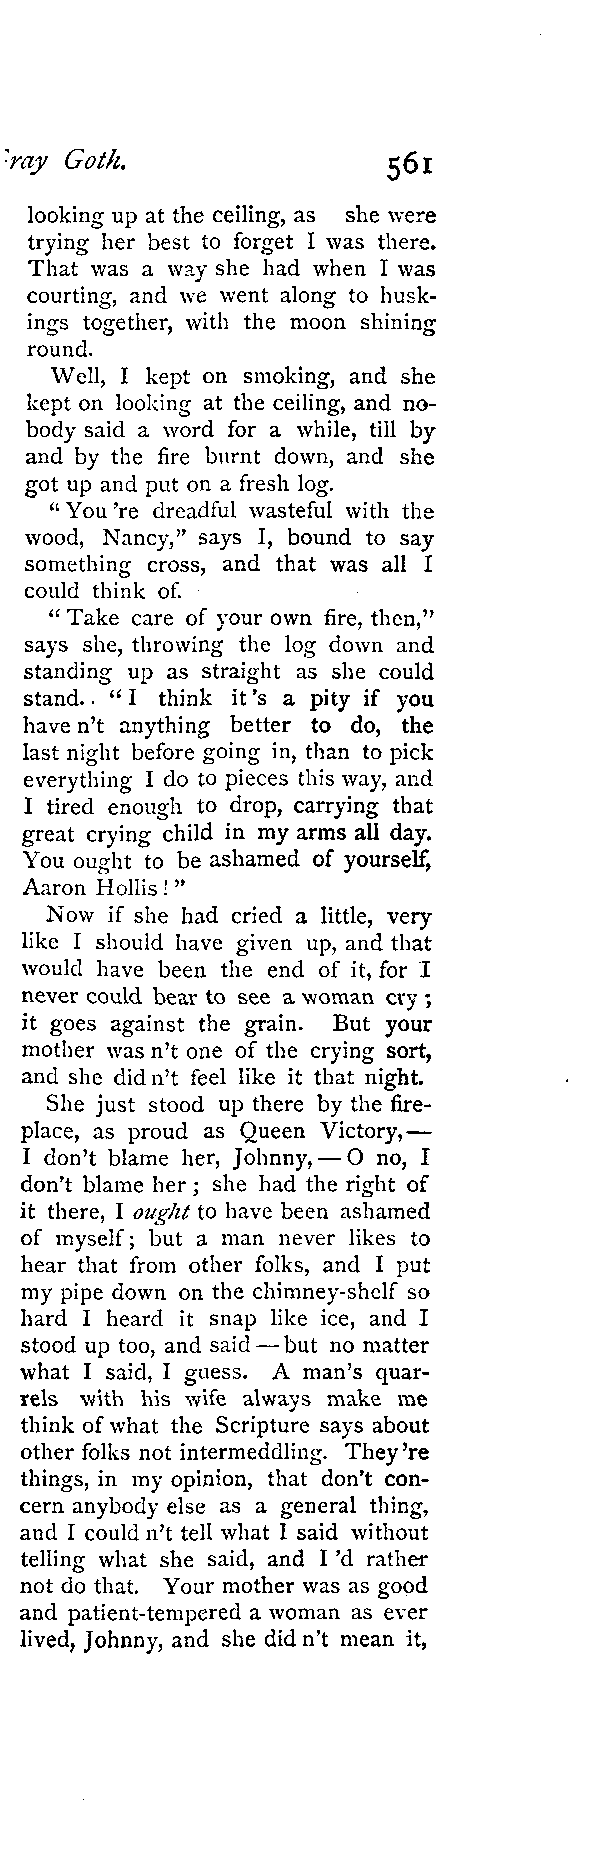 ray Goth. 561
looking up at the ceiling, as she were
trying her best to forget I was there.
That was a way she had when I was
courting, and we went along to husk-
ings together, with the moon shining
round.
Well, I kept on smoking, and she
kept on looking at the ceiling, and no-
body said a word for a while, till by
and by the fire burnt down, and she
got up and put on a fresh log.
" You 're dreadful wasteful with the
wood, Nancy," says I, bound to say
something cross, and that was all I
could think of.
" Take care of your own fire, then,"
says she, throwing the log down and
standing up as straight as she could
stand. . " I think it 's a pity if you
have n't anything better to do, the
last night before going in, than to pick
everything I do to pieces this way, and
I tired enough to drop, carrying that
great crying child in my arms all day.
You ought to be ashamed of yourself,
Aaron Hollis! "
Now if she had cried a little, very
like I should have given up, and that
would have been the end of it, for I
never could bear to see a woman cry ;
it goes against the grain. But your
mother was n't one of the crying sort,
and she did n't feel like it that night.
She just stood up there by the fire-
place, as proud as Queen Victory, —
I don't blame her, Johnny, — O no, I
don't blame her ; she had the right of
it there, I ought to have been ashamed
of myself; but a man never likes to
hear that from other folks, and I put
my pipe down on the chimney-shelf so
hard I heard it snap like ice, and I
stood up too, and said — but no matter
what I said, I guess. A man's quar-
rels with his wife always make me
think of what the Scripture says about
other folks not intermeddling. They 're
things, in my opinion, that don't con-
cern anybody else as a general thing,
and I could n't tell what I said without
telling what she said, and I 'd rather
not do that. Your mother was as good
and patient-tempered a woman as ever
lived, Johnny, and she did n't mean it,